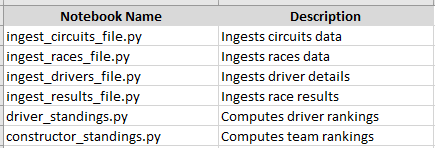 Notebook Name Description
ingest_circuits_file.py Ingests circuits data
ingest_races_file.py Ingests races data
ingest_drivers_file.py Ingests driver details
ingest_results_file.py Ingests race results
driver_standings.py Computes driver rankings
constructor_standings.py Computes team rankings